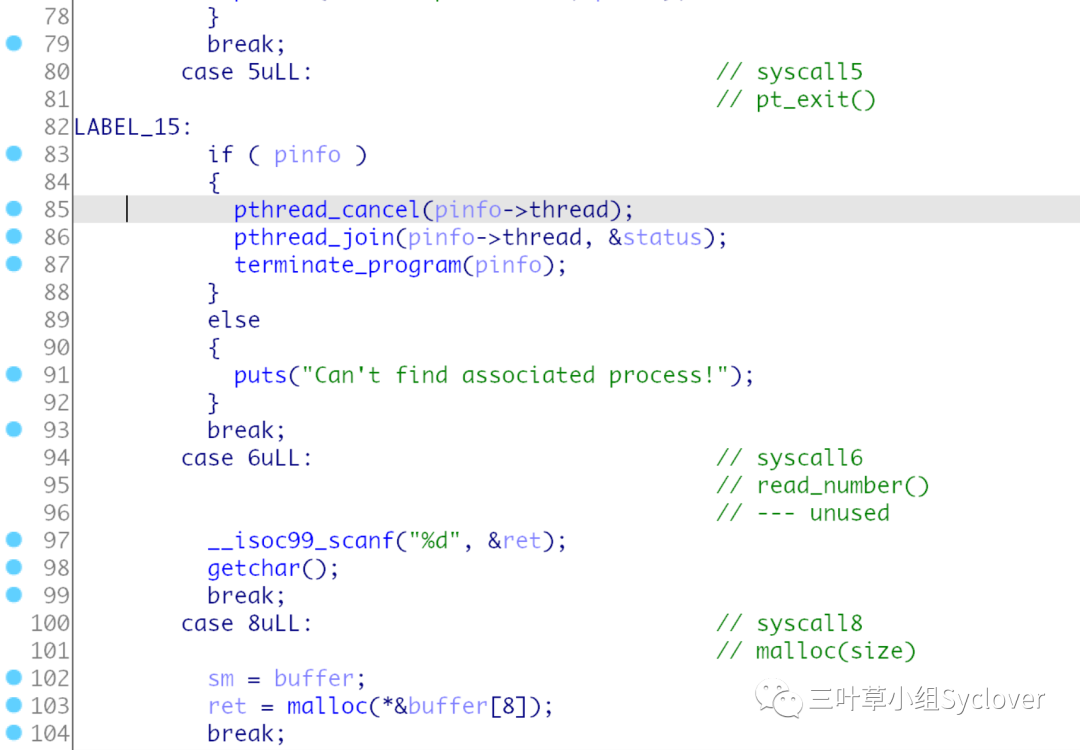 78 }
79 break;
80 case 5uLL: // syscall5
81 // pt_exit()
82 LABEL_15:
83 if ( pinfo )
84 {
85 pthread_cancel(pinfo->thread);
86 pthread_join(pinfo->thread, &status);
87 terminate_program(pinfo);
88 }
89 else
90 {
91 puts("Can't find associated process!");
92 }
93 break;
94 case 6uLL: // syscall6
95 // read_number()
96 // --- unused
97 __isoc99_scanf("%d", &ret);
98 getchar();
99 break;
100 case 8uLL: // syscall8
101 // malloc(size)
102 sm = buffer;
103 ret = malloc(*&buffer[8]);
104 break;
三叶草小组Syclover